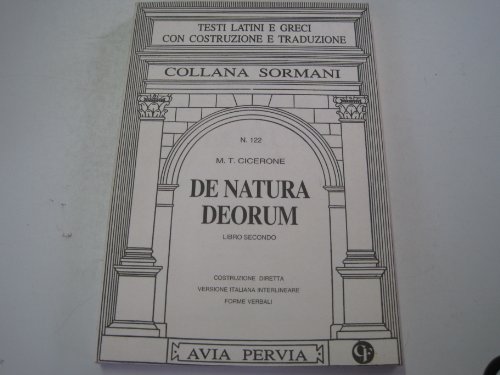 TESTI LATINI E GRECI
CON COSTRUZIONE E TRADUZIONE
COLLANA SORMANI
N. 122
M. T. CICERONE
DE NATURA
DEORUM
LIBRO SECONDO
COSTRUZIONE DIRETTA
VERSIONE ITALIANA INTERLINEARE
FORME VERBALI
AVIA PERVIA